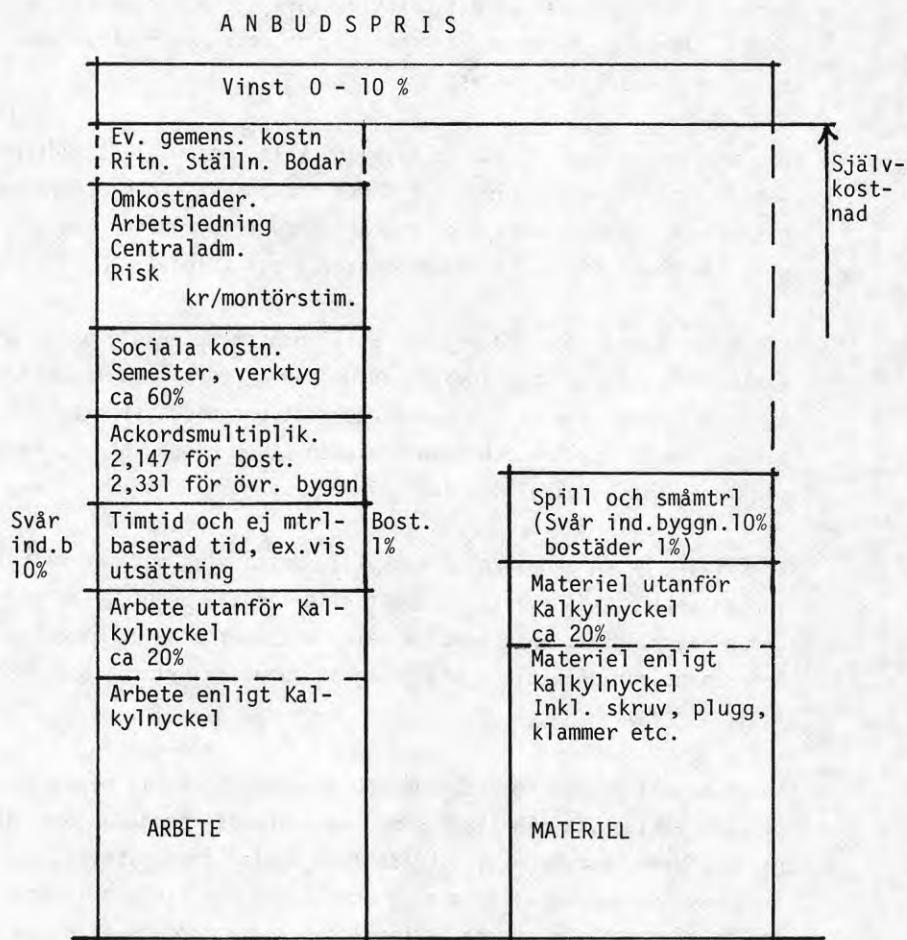 ANBUDSPRIS
Vinst 0 - 10 %
Ev. gemens. kostn
Ritn. Ställn. Bodar
Omkostnader.
Arbetsledning
Centraladm.
Risk
kr/montörstim.
Själv-
kost-
nad
Sociala kostn.
Semester, verktyg
ca 60%
Ackordsmultiplik.
2,147 för bost.
2,331 för övr. byggn
Svår
ind.b
10%
Timtid och ej mtrl-
baserad tid, ex.vis
utsättning
Bost.
1%
Arbete utanför Kal-
kylnyckel
ca 20%
Arbete enligt Kal-
kylnyckel
ARBETE
Spill och småmtrl
(Svår ind.byggn.10%
bostäder 1%)
Materiel utanför
Kalkylnyckel
ca 20%
Materiel enligt
Kalkylnyckel
Inkl. skruv, plugg,
klammer etc.
MATERIEL